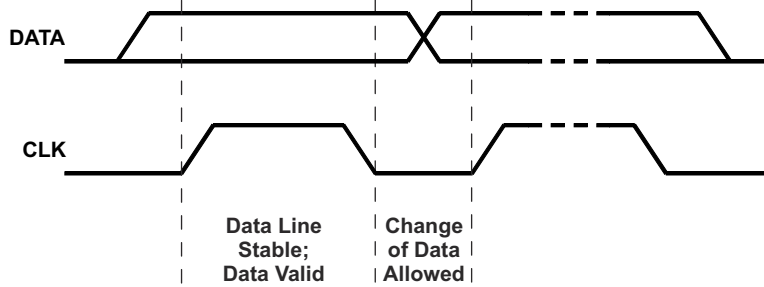 DATA
CLK
Data Line
Stable;
Data Valid
Change
of Data
Allowed